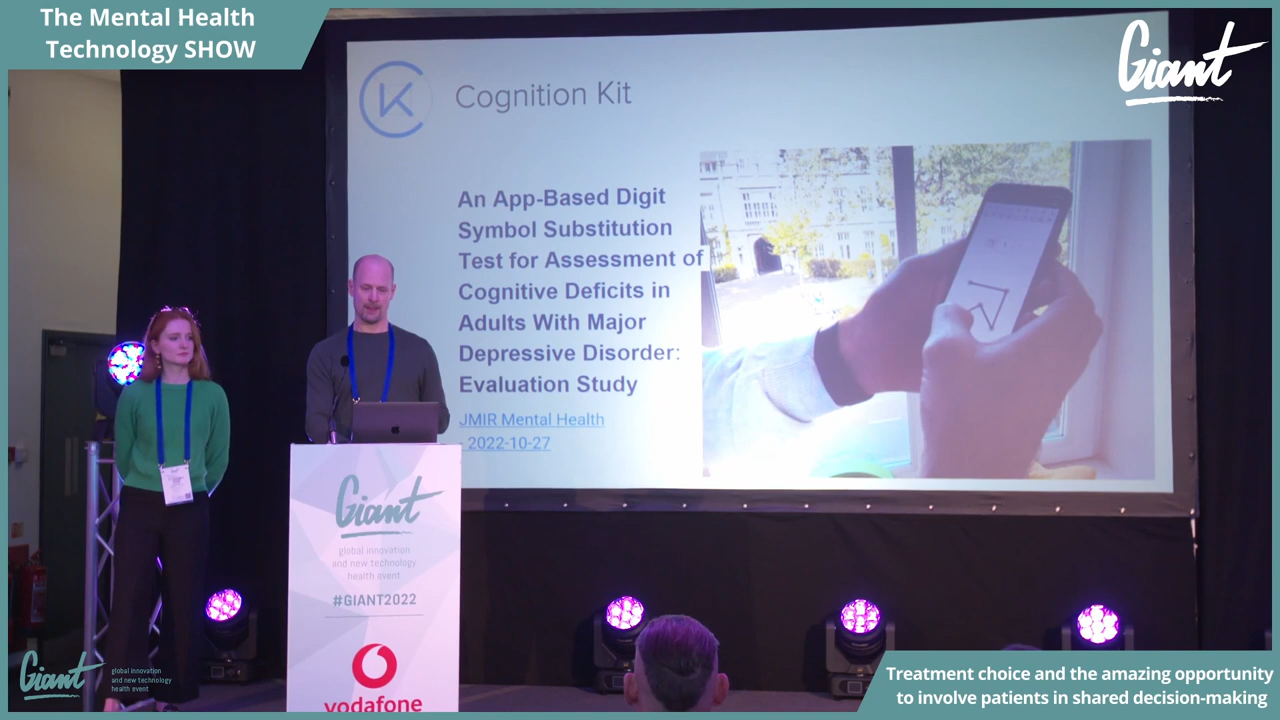 The Mental Health
Technology SHOW
Giant
Cognition Kit
An App-Based Digit
Symbol Substitution
Test for Assessment of
Cognitive Deficits in
Adults With Major
Depressive Disorder:
Evaluation Study
JMIR Mental Health
- 2022-10-27
Giant
global innovation
and new technology
health event
#GIANT2022
vodafone
Giant
global innovation
and new technology
health event
Treatment choice and the amazing opportunity
to involve patients in shared decision-making